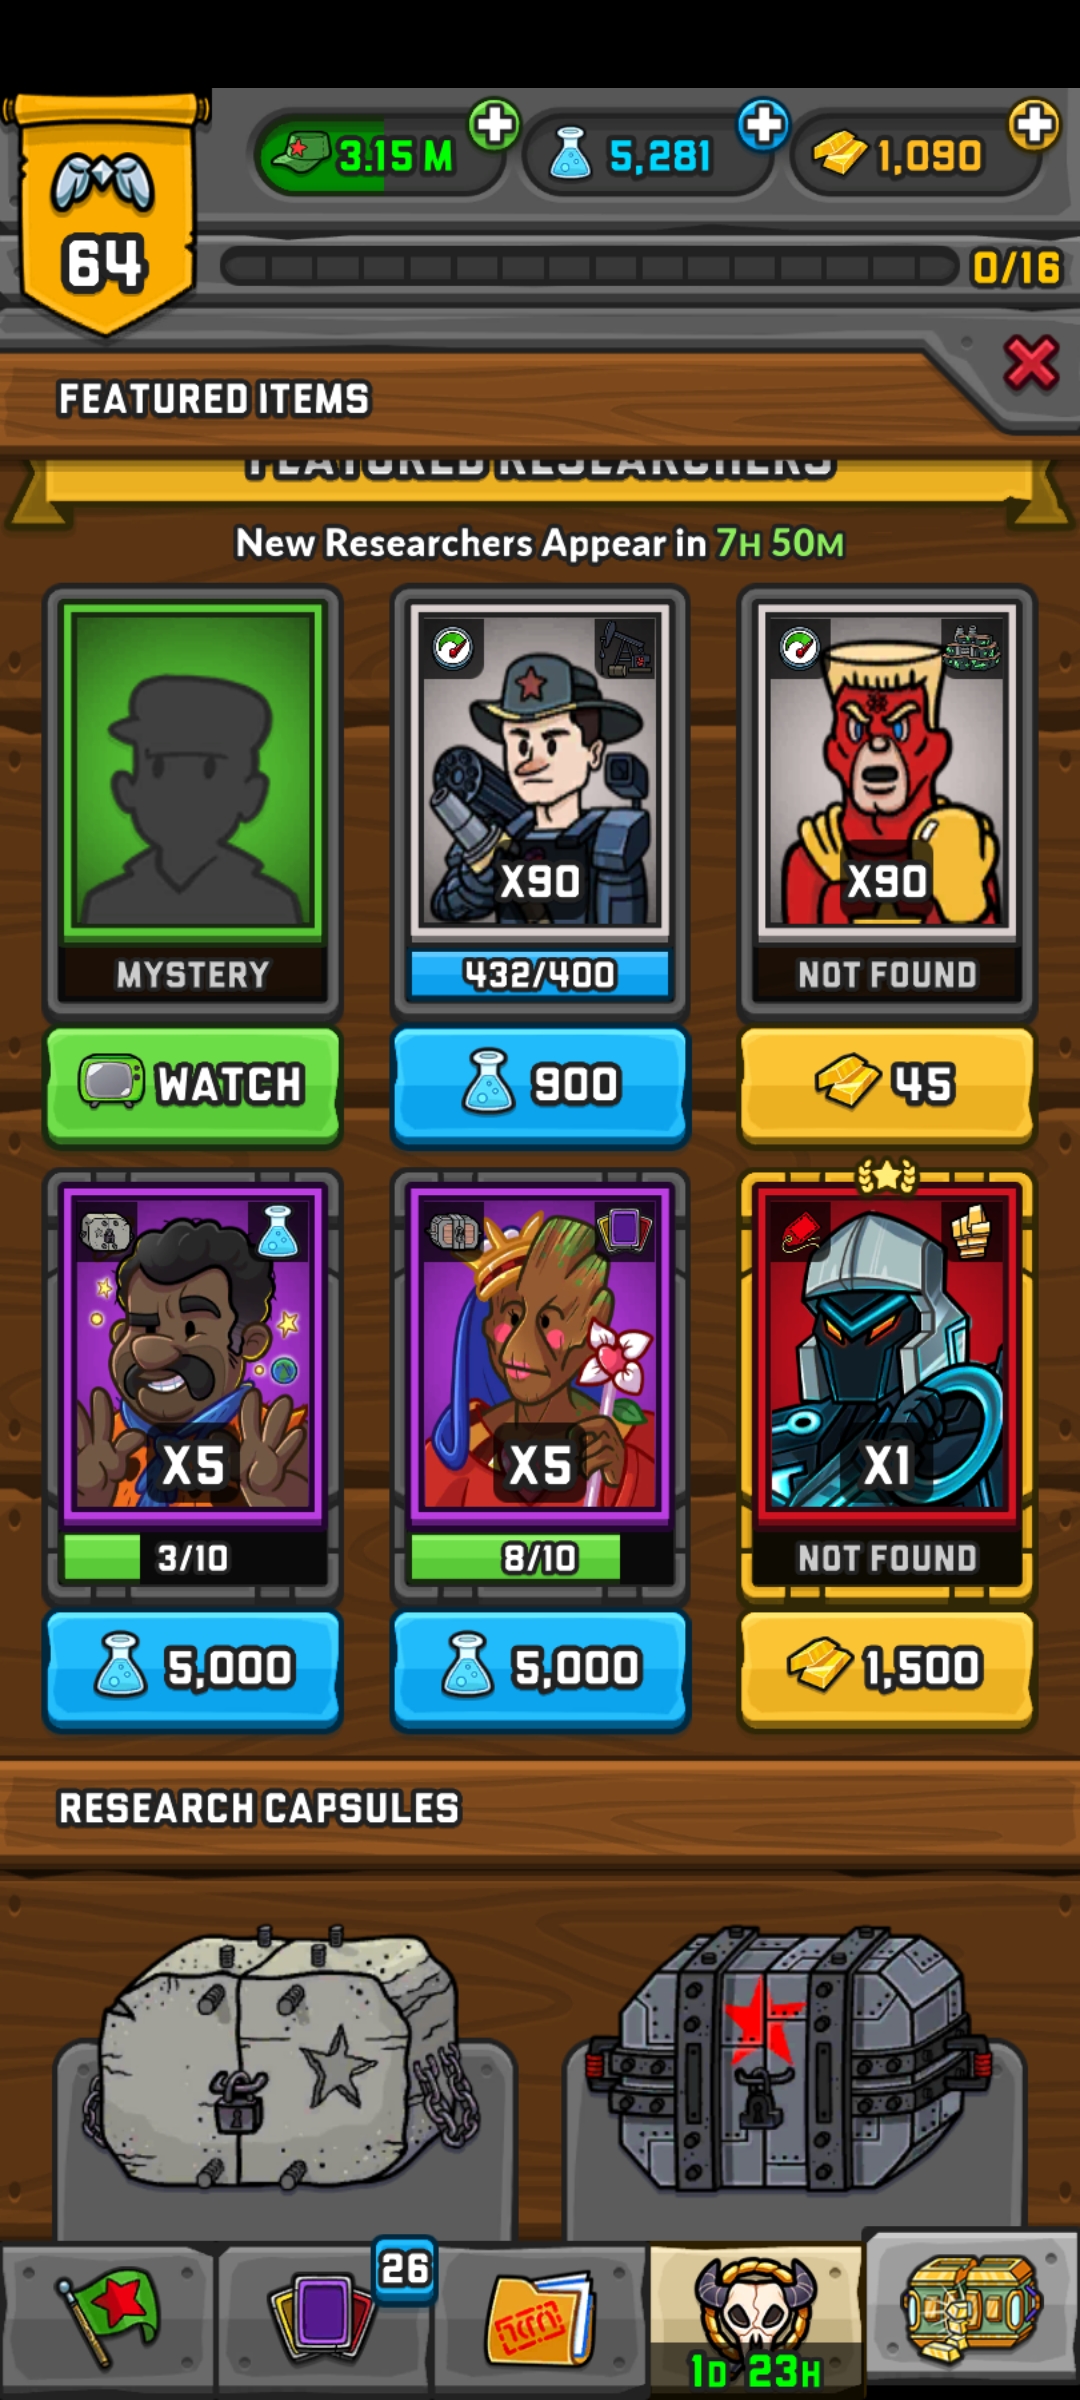 3.15 M
5,281
1,090
64
0/16
FEATURED ITEMS
FEATURED RESEARCHERS
New Researchers Appear in 7H 50M
X90
X90
MYSTERY
432/400
NOT FOUND
WATCH
900
45
X5
X5
X1
3/10
8/10
NOT FOUND
5,000
5,000
1,500
RESEARCH CAPSULES
26
1D 23H